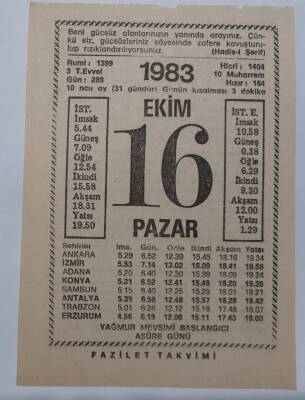 Beni güçsüz olanlarınızın yanında arayınız. Çün-
kü siz, güçsüzleriniz sâyesinde zafere kavuşturu-
lup rızıklandırılıyorsunuz. (Hadis-i Şerif)
Rumi : 1399
3 T.Evvel
Gün : 289
1983
Hicri : 1404
10 Muharrem
Hızır : 164
10 ncu ay (31 gündür) Günün kısalması 3 dakika
EKİM
16
PAZAR
İST.
İmsak
5.44
Güneş
7.09
Öğle
12.54
İkindi
15.58
Akşam
18.31
Yatsı
19.50
İST. E.
İmsak
10.58
Güneş
0.38
Öğle
6.29
İkindi
9.30
Akşam
12.00
Yatsı
1.29
Şehirler İms. Gün. Öğle İkindi Akşam Yatsı
ANKARA 5.29 6.52 12.39 15.45 18.16 19.34
İZMİR 5.53 7.14 13.02 16.09 18.41 19.56
ADANA 5.20 6.40 12.30 15.39 18.09 19.24
KONYA 5.31 6.52 12.41 15.49 18.20 19.35
SAMSUN 5.15 6.40 12.25 15.28 18.01 19.21
ANTALYA 5.39 6.58 12.48 15.57 18.28 19.42
TRABZON 5.01 6.26 12.12 15.16 17.48 19.07
ERZURUM 4.56 6.19 12.08 15.11 17.43 19.00
YAĞMUR MEVSİMİ BAŞLANGICI
AŞÛRE GÜNÜ
FAZİLET TAKVİMİ